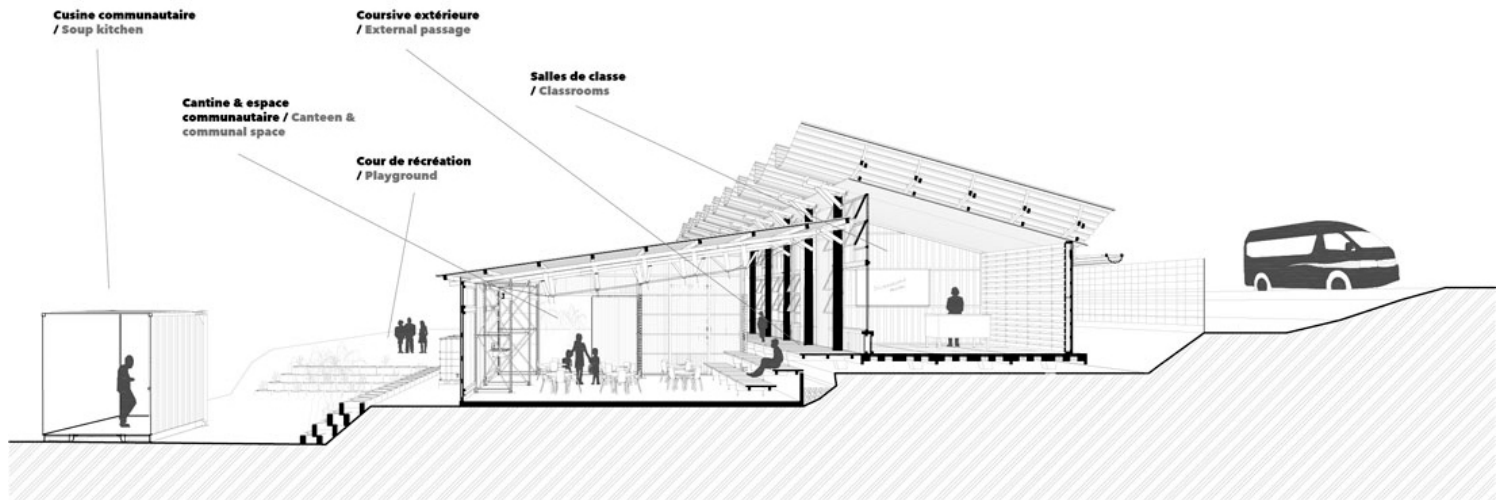 Cusine communautaire
/ Soup kitchen
Coursive extérieure
/ External passage
Salles de classe
/ Classrooms
Cantine & espace
communautaire / Canteen &
communal space
Cour de récréation
/ Playground